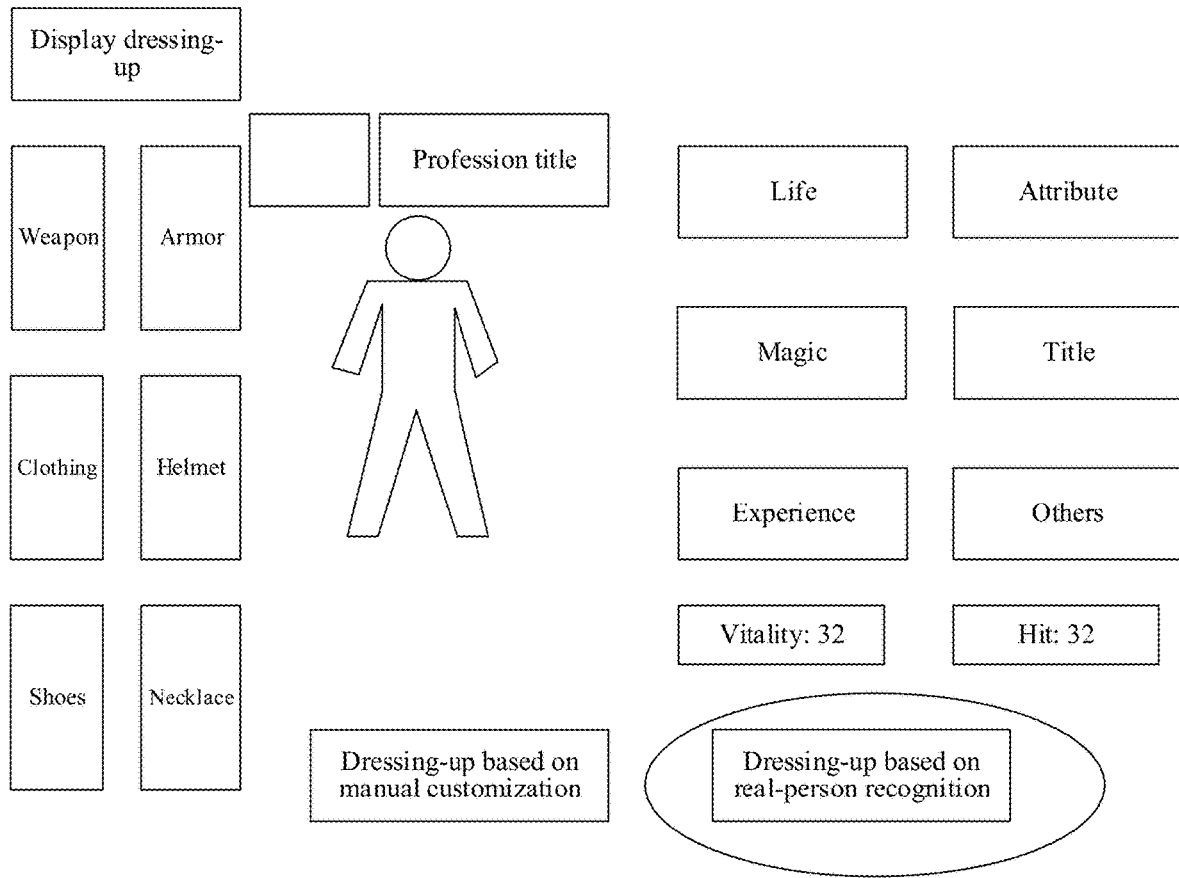 Display dressing-
up
Profession title
Weapon
Armor
Life
Attribute
Magic
Title
Clothing
Helmet
Experience
Others
Vitality: 32
Hit: 32
Shoes
Necklace
Dressing-up based on
manual customization
Dressing-up based on
real-person recognition